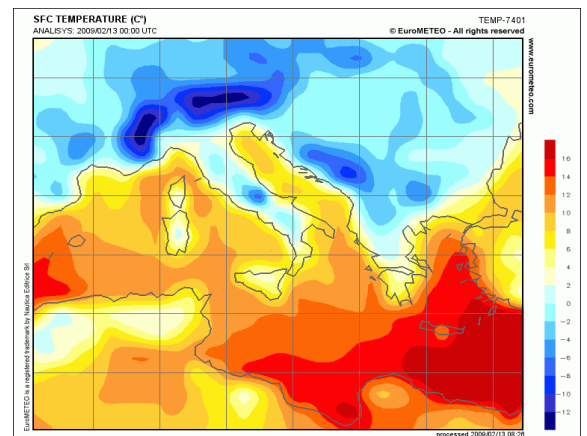 SFC TEMPERATURE (C°)
TEMP-7401
ANALISYS: 2009/02/13 00:00 UTC
© EuroMETEO - All rights reserved
www.eurometeo.com
16
14
12
10
8
6
4
2
0
-2
-4
-6
-8
-10
-12
EuroMETEO is a registered trademark by Nautica Editrice Srl
processed 2009/02/13 08:26